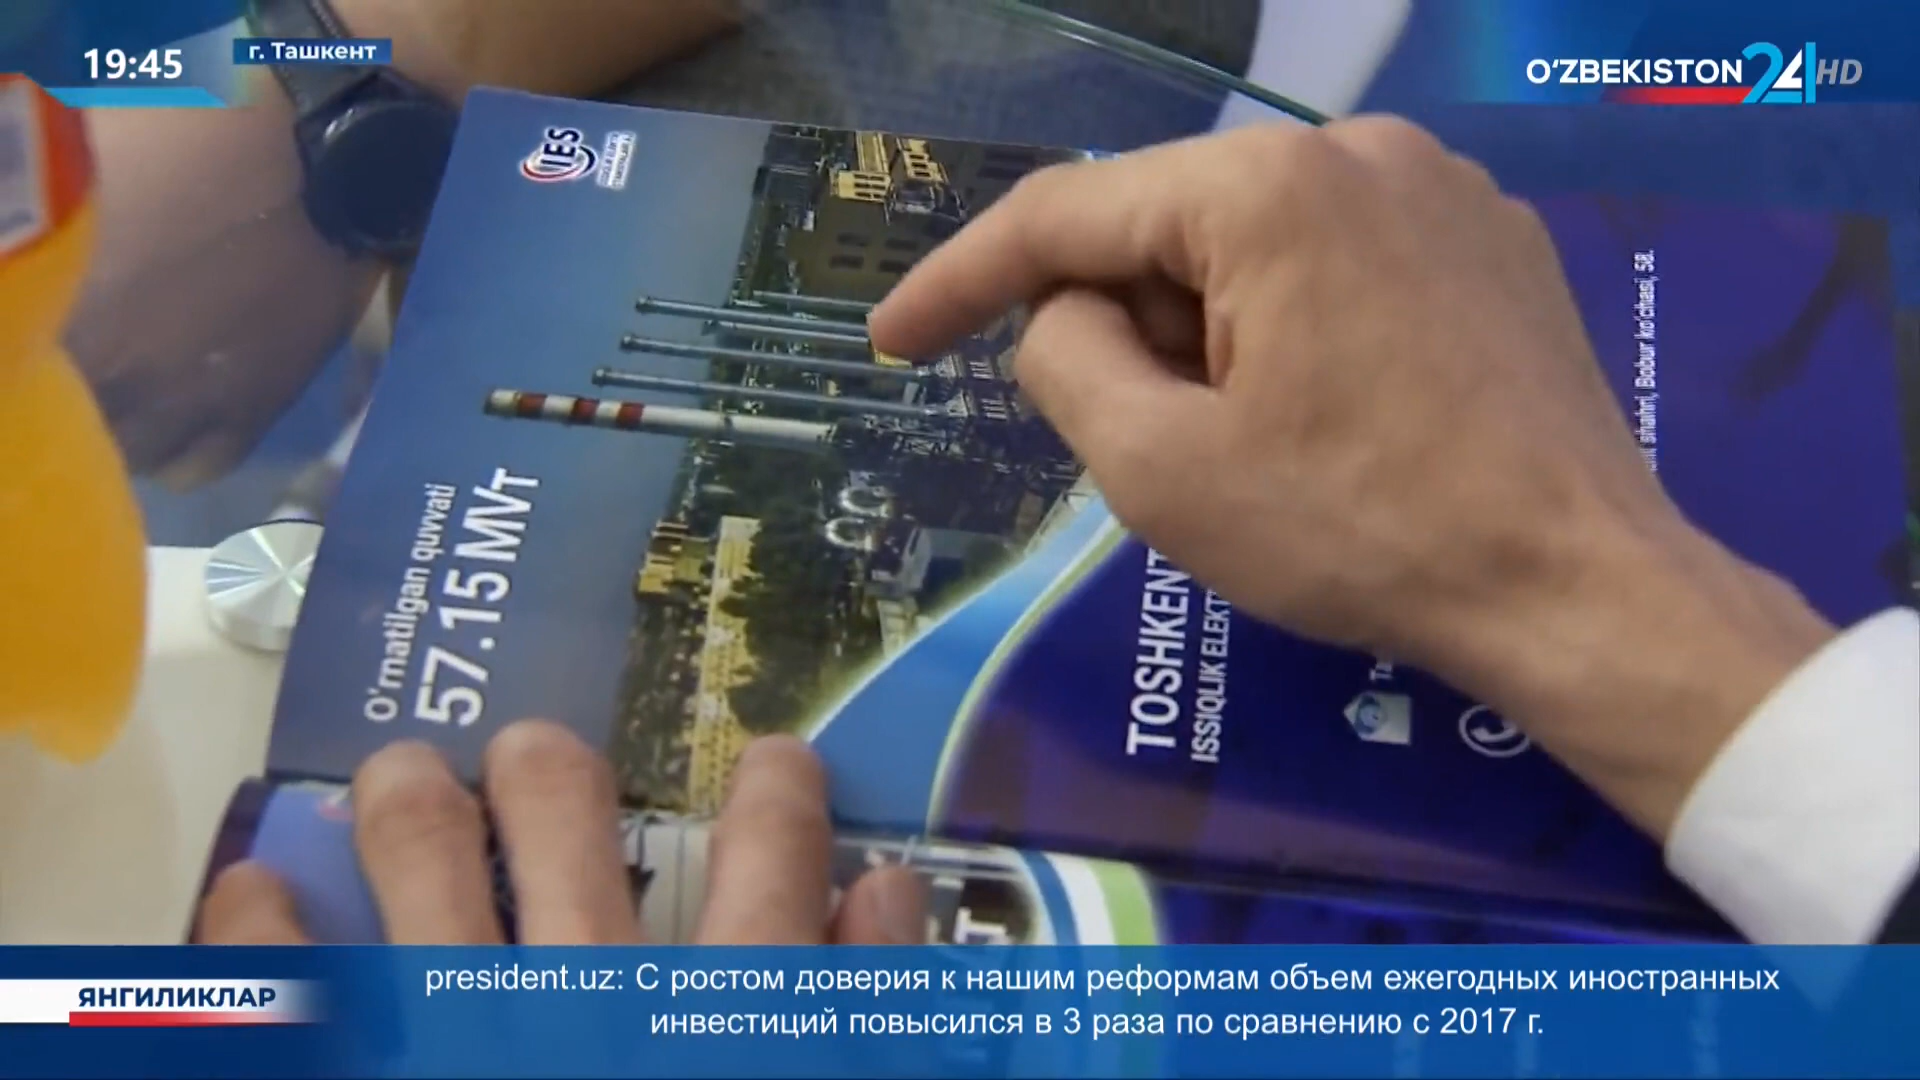 19:45
г. Ташкент
O‘ZBEKISTON 24 HD
IES
O‘rnatilgan quvvati
57.15 MVт
TOSHKENT
ISSIQLIK
shahri, Bobur ko‘chasi, 58.
ЯНГИЛИКЛАР
president.uz: С ростом доверия к нашим реформам объем ежегодных иностранных
инвестиций повысился в 3 раза по сравнению с 2017 г.